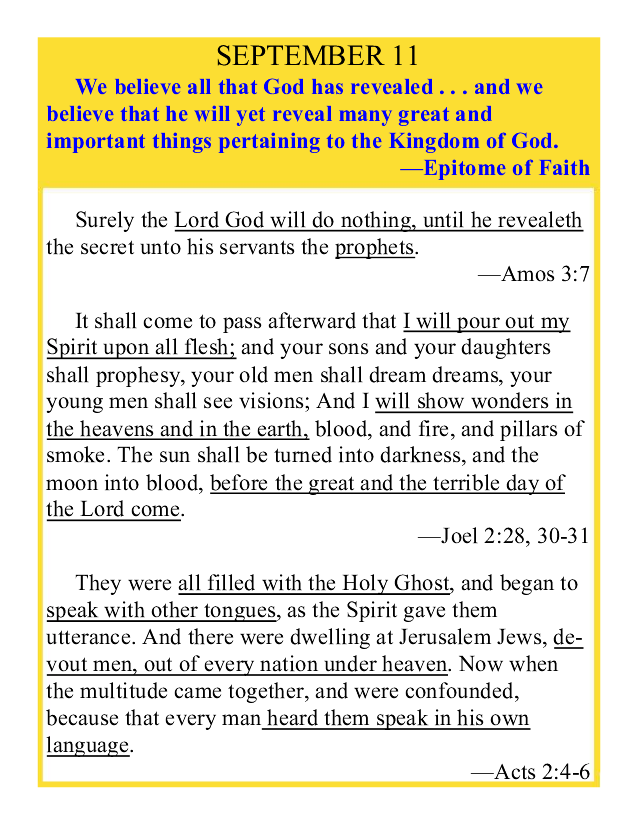 SEPTEMBER 11
We believe all that God has revealed . . . and we
believe that he will yet reveal many great and
important things pertaining to the Kingdom of God.
—Epitome of Faith
Surely the Lord God will do nothing, until he revealeth
the secret unto his servants the prophets.
—Amos 3:7
It shall come to pass afterward that I will pour out my
Spirit upon all flesh; and your sons and your daughters
shall prophesy, your old men shall dream dreams, your
young men shall see visions; And I will show wonders in
the heavens and in the earth, blood, and fire, and pillars of
smoke. The sun shall be turned into darkness, and the
moon into blood, before the great and the terrible day of
the Lord come.
—Joel 2:28, 30-31
They were all filled with the Holy Ghost, and began to
speak with other tongues, as the Spirit gave them
utterance. And there were dwelling at Jerusalem Jews, de-
vout men, out of every nation under heaven. Now when
the multitude came together, and were confounded,
because that every man heard them speak in his own
language.
—Acts 2:4-6